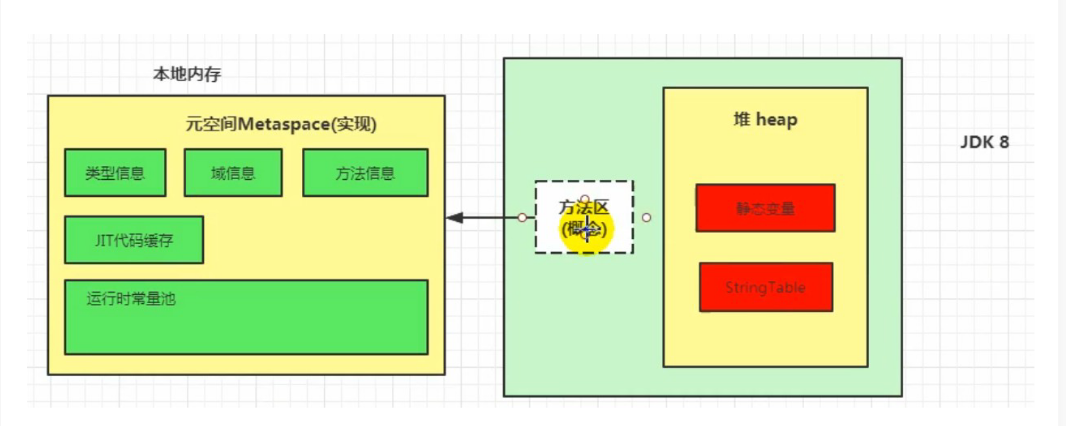 本地内存
元空间Metaspace(实现)
类型信息
域信息
方法信息
JIT代码缓存
运行时常量池
方法区
(概念)
堆 heap
静态变量
StringTable
JDK 8